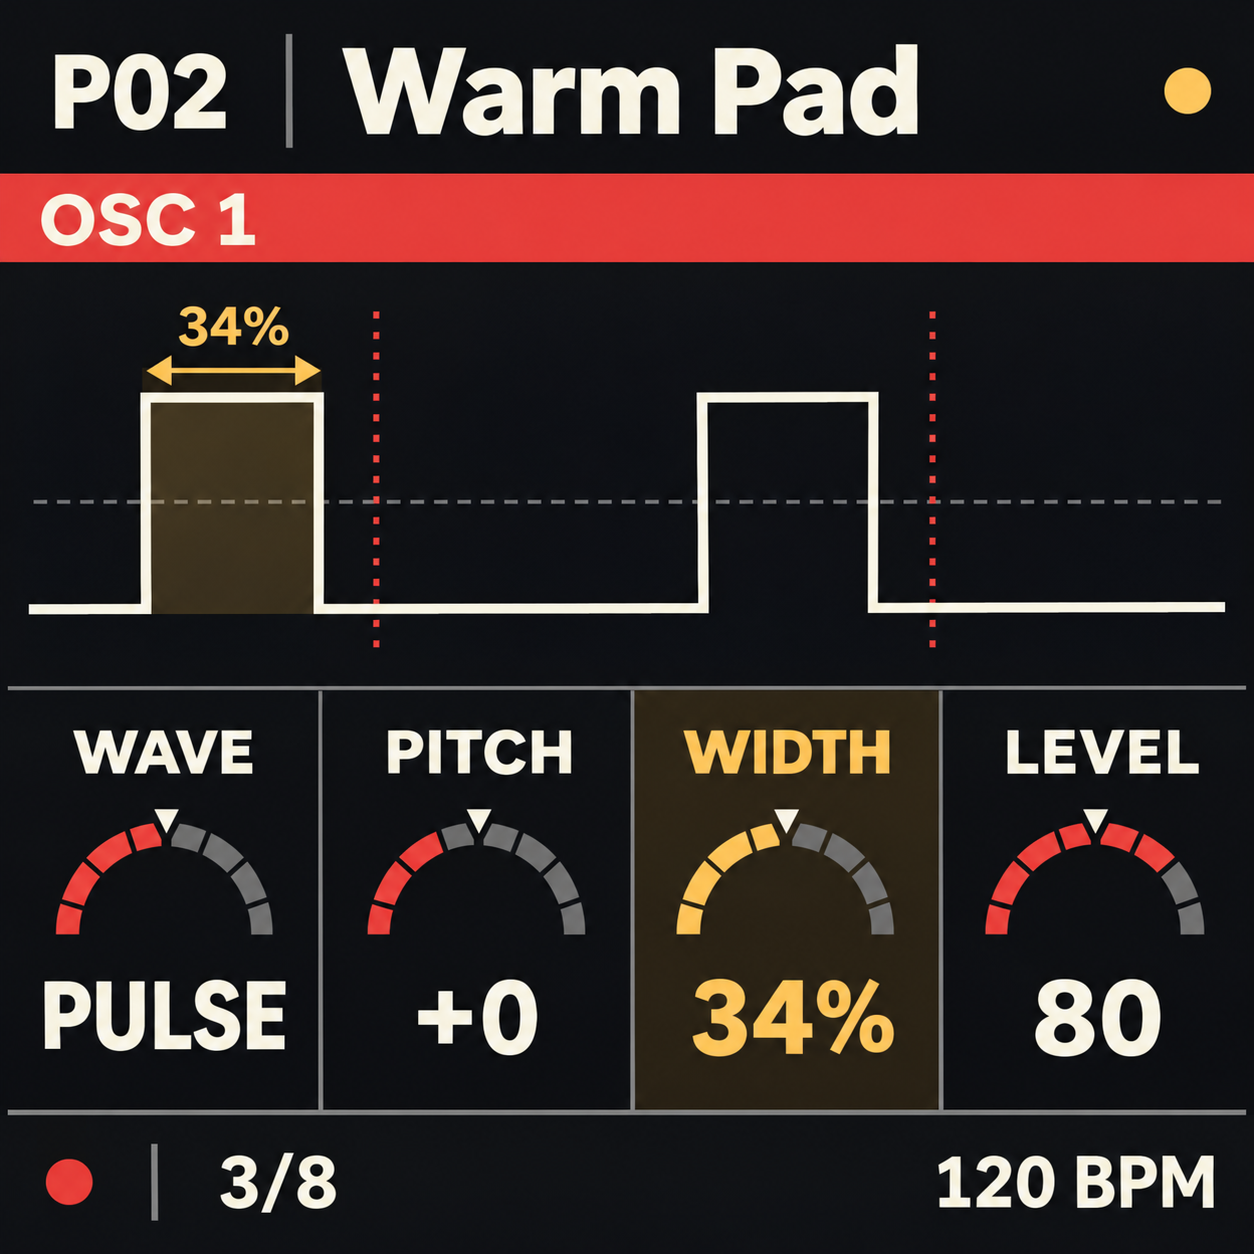 P02 | Warm Pad
OSC 1
34%
WAVE PITCH WIDTH LEVEL
PULSE +0 34% 80
3/8 120 BPM